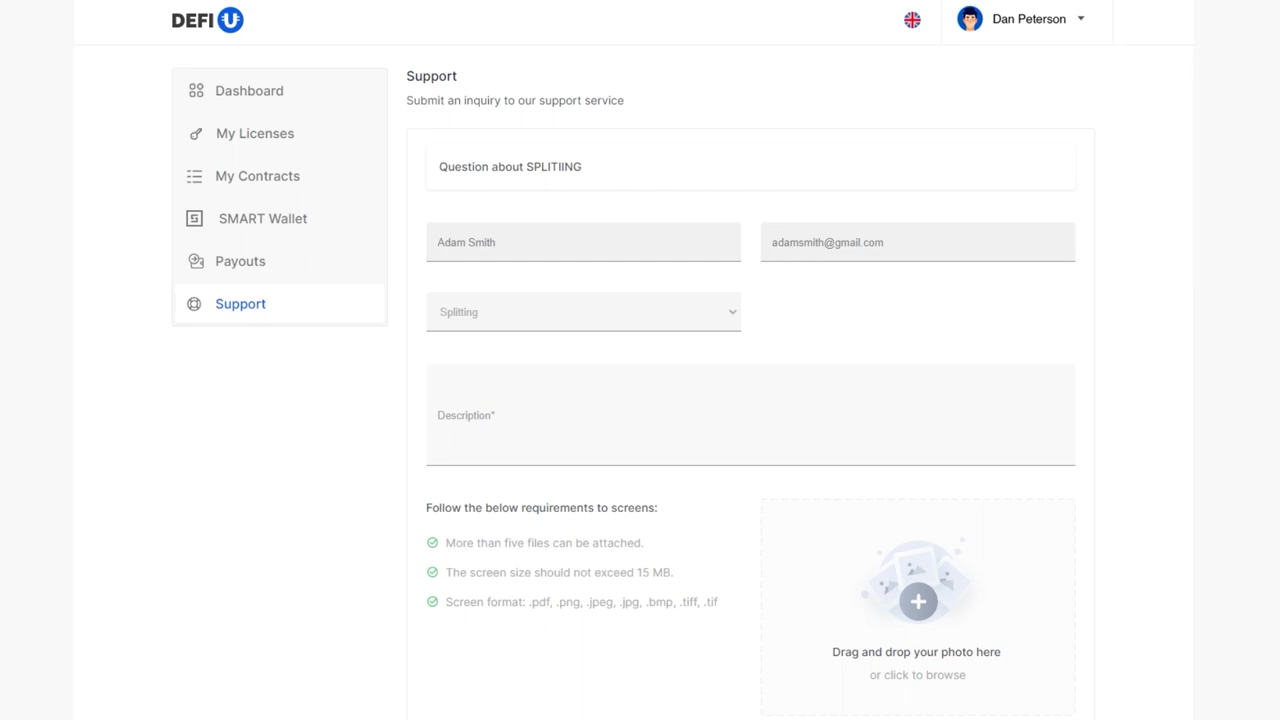 DEFI U
Dan Peterson
Dashboard
My Licenses
My Contracts
SMART Wallet
Payouts
Support
Support
Submit an inquiry to our support service
Question about SPLITIING
Adam Smith
adamsmith@gmail.com
Splitting
Description*
Follow the below requirements to screens:
More than five files can be attached.
The screen size should not exceed 15 MB.
Screen format: .pdf, .png, .jpeg, .jpg, .bmp, .tiff, .tif
Drag and drop your photo here
or click to browse